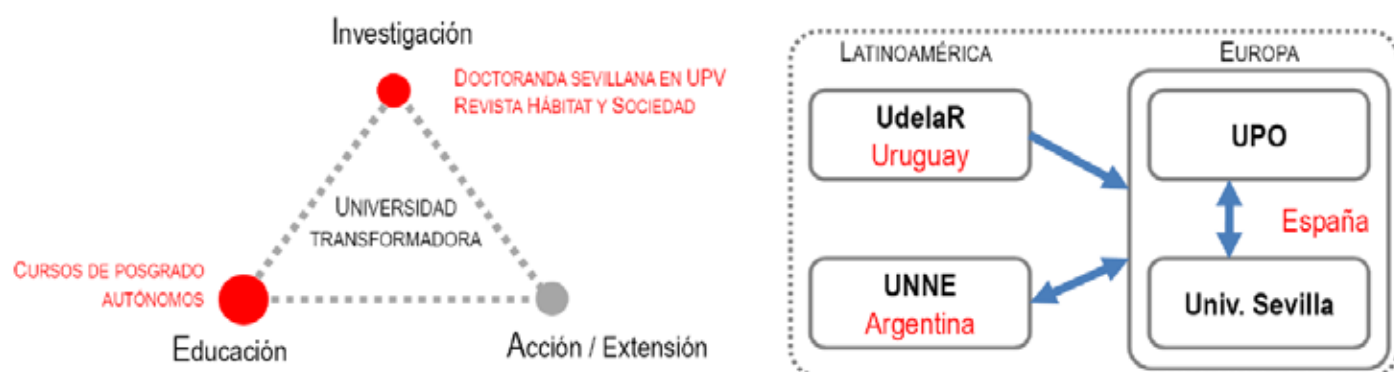 Investigación
DOCTORANDA SEVILLANA EN UPV
REVISTA HÁBITAT Y SOCIEDAD
UNIVERSIDAD
TRANSFORMADORA
CURSOS DE POSGRADO
AUTÓNOMOS
Educación
Acción / Extensión
LATINOAMÉRICA
EUROPA
UdelaR
Uruguay
UPO
España
UNNE
Argentina
Univ. Sevilla